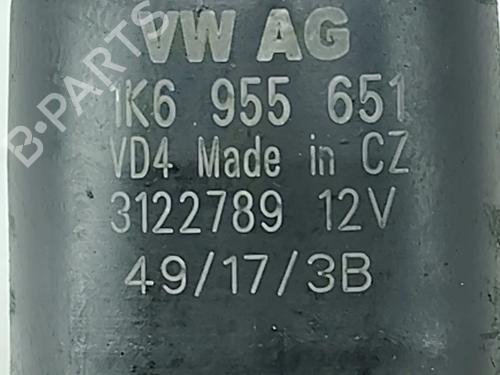 VW AG
1K6 955 651
VD4 Made in CZ
3122789 12V
49/17/3B
B-PARTS